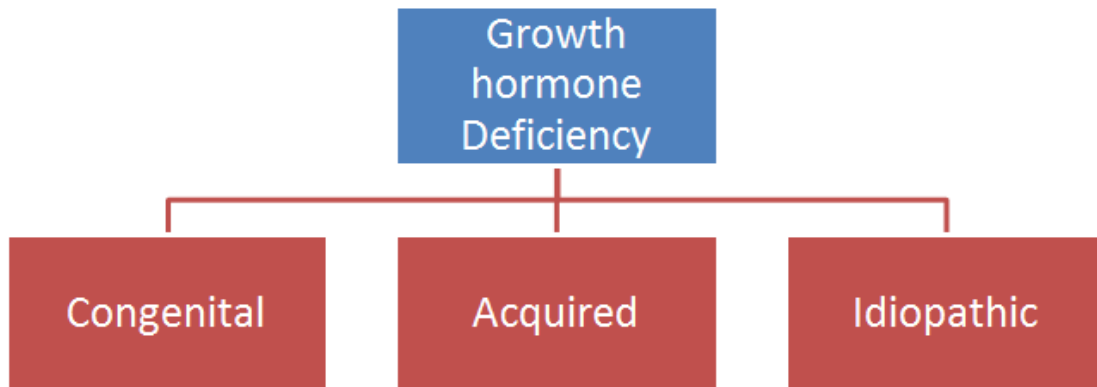 Growth
hormone
Deficiency
Congenital
Acquired
Idiopathic